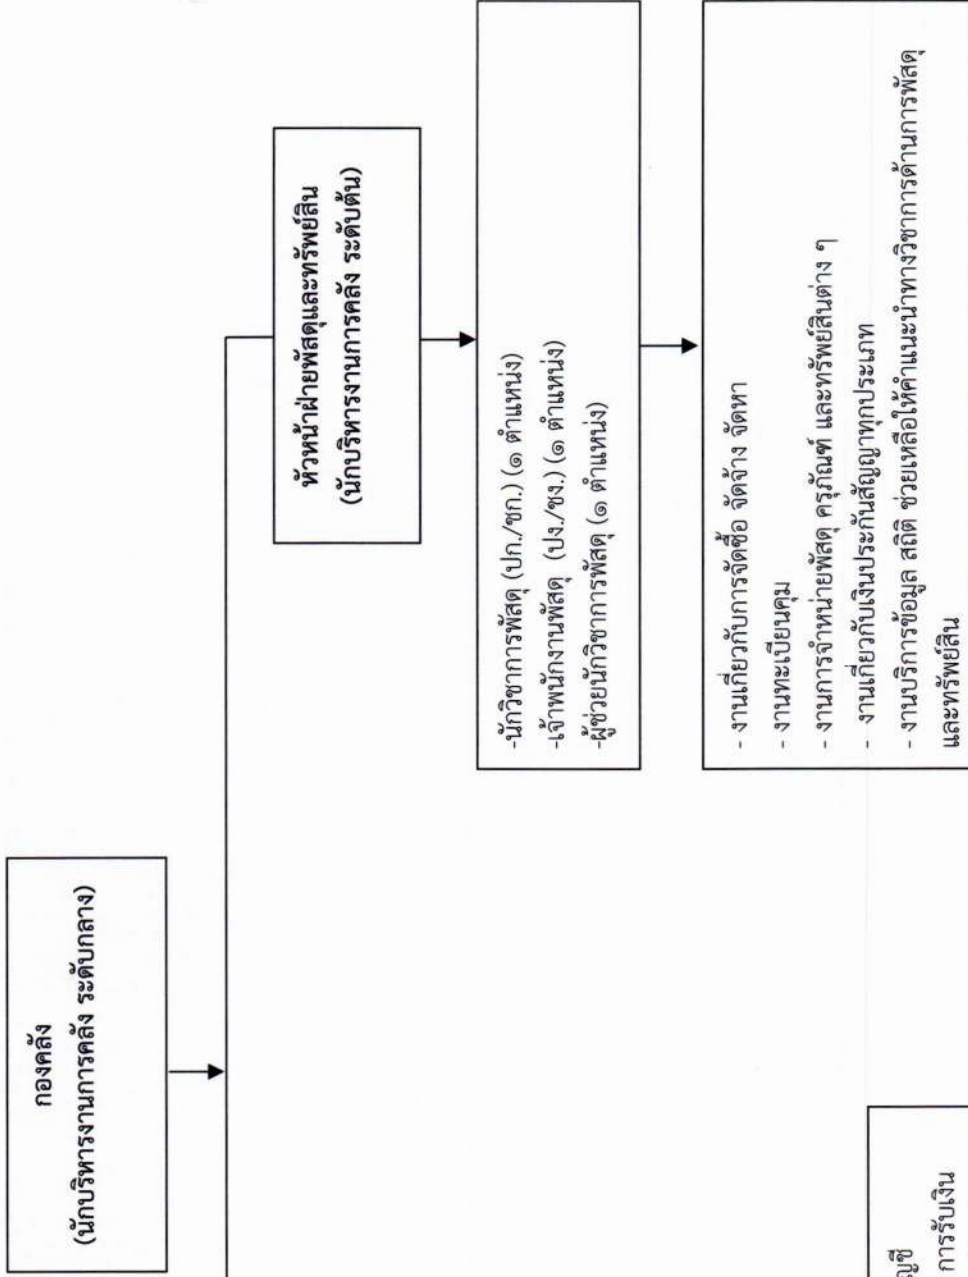 กองคลัง
(นักบริหารงานการคลัง ระดับกลาง)
หัวหน้าฝ่ายพัสดุและทรัพย์สิน
(นักบริหารงานการคลัง ระดับต้น)
-นักวิชาการพัสดุ (ปก./ชก.) (๑ ตำแหน่ง)
-เจ้าพนักงานพัสดุ (ปง./ชง.) (๑ ตำแหน่ง)
-ผู้ช่วยนักวิชาการพัสดุ (๑ ตำแหน่ง)
- งานเกี่ยวกับการจัดซื้อ จัดจ้าง จัดหา
- งานทะเบียนคุม
- งานการจำหน่ายพัสดุ ครุภัณฑ์ และทรัพย์สินต่าง ๆ
- งานเกี่ยวกับเงินประกันสัญญาทุกประเภท
- งานบริการข้อมูล สถิติ ช่วยเหลือให้คำแนะนำทางวิชาการด้านการพัสดุ
และทรัพย์สิน
การรับเงิน